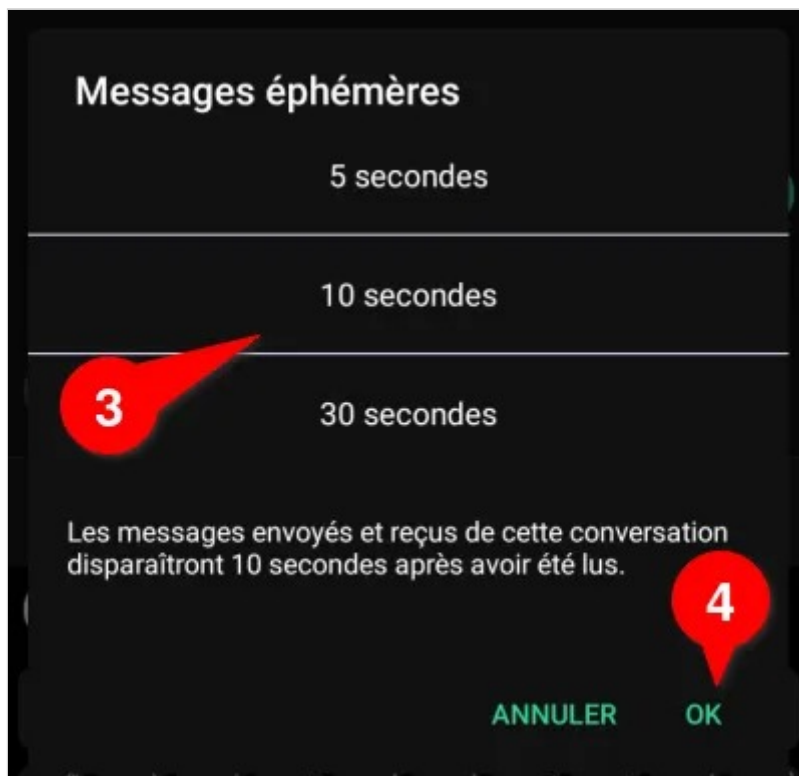 Messages éphémères
5 secondes
10 secondes
3
30 secondes
Les messages envoyés et reçus de cette conversation
disparaîtront 10 secondes après avoir été lus.
4
ANNULER OK